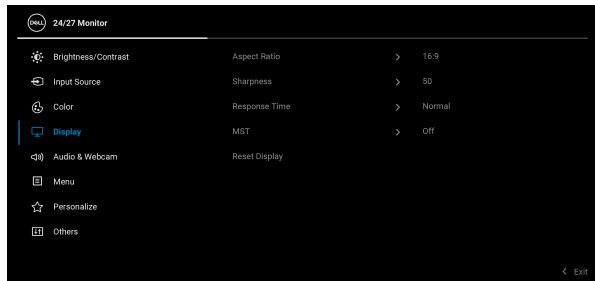 DELL 24/27 Monitor
Brightness/Contrast Aspect Ratio 16:9
Input Source Sharpness 50
Color Response Time Normal
Display MST Off
Audio & Webcam Reset Display
Menu
Personalize
Others
Exit